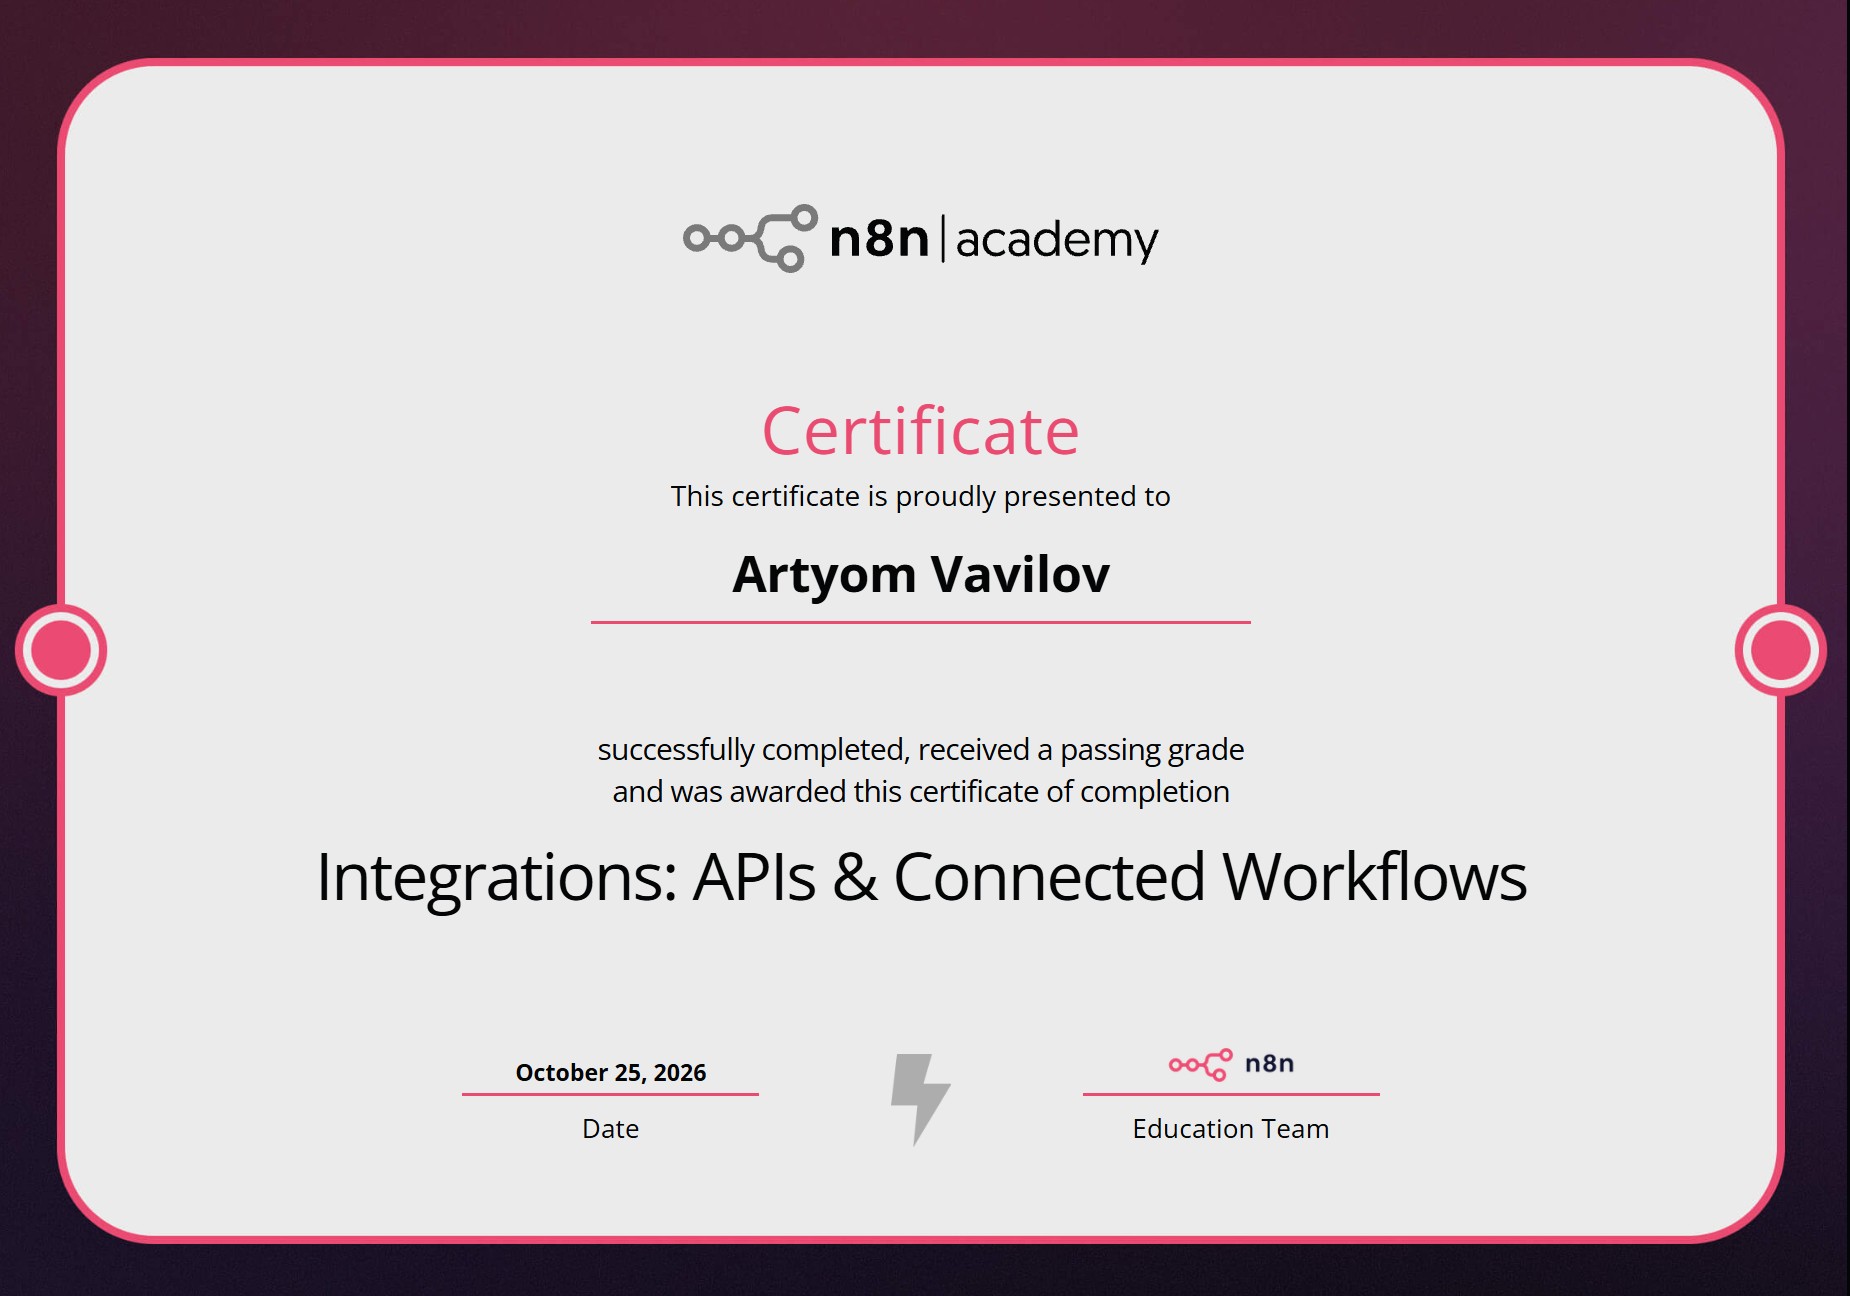 n8n | academy
Certificate
This certificate is proudly presented to
Artyom Vavilov
successfully completed, received a passing grade
and was awarded this certificate of completion
Integrations: APIs & Connected Workflows
October 25, 2026
Date
n8n
Education Team